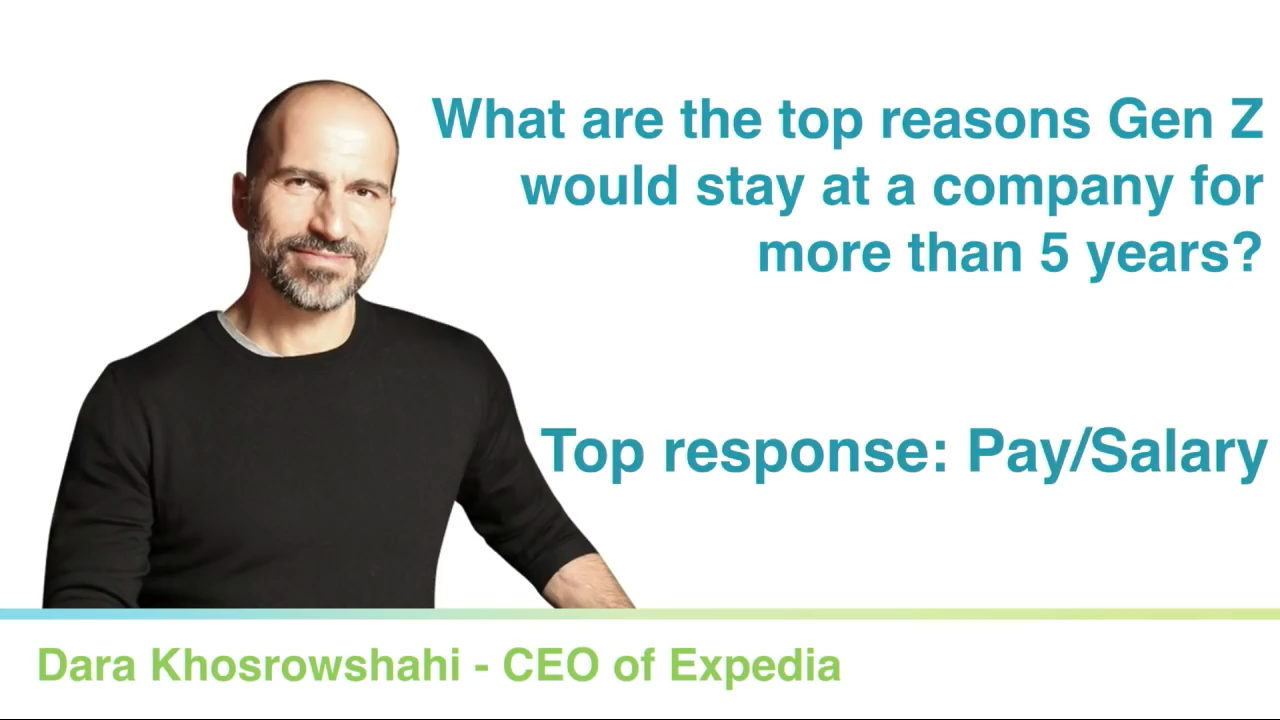 What are the top reasons Gen Z
would stay at a company for
more than 5 years?
Top response: Pay/Salary
Dara Khosrowshahi - CEO of Expedia